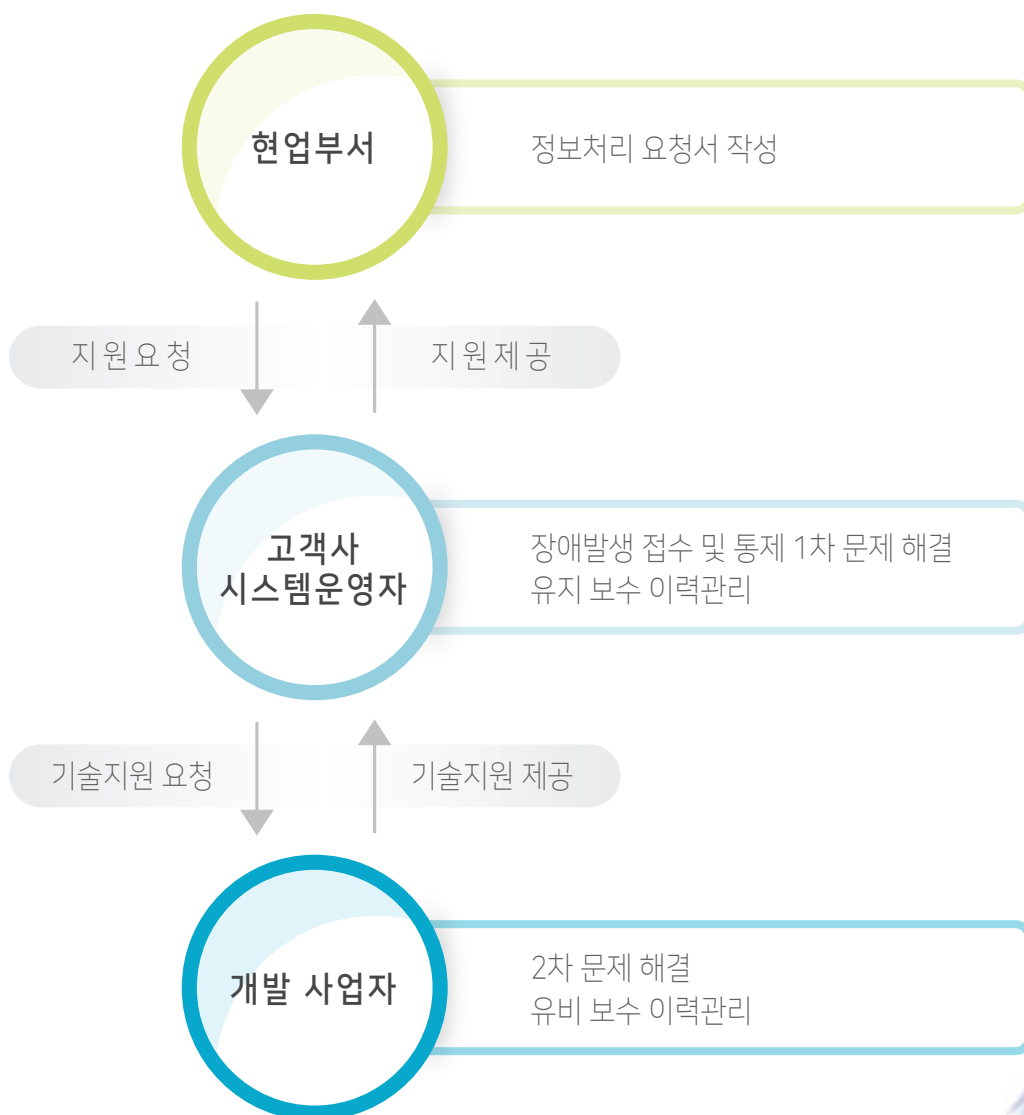 현업부서
정보처리 요청서 작성
지원요청
지원제공
고객사
시스템운영자
장애발생 접수 및 통제 1차 문제 해결
유지 보수 이력관리
기술지원 요청
기술지원 제공
개발 사업자
2차 문제 해결
유비 보수 이력관리